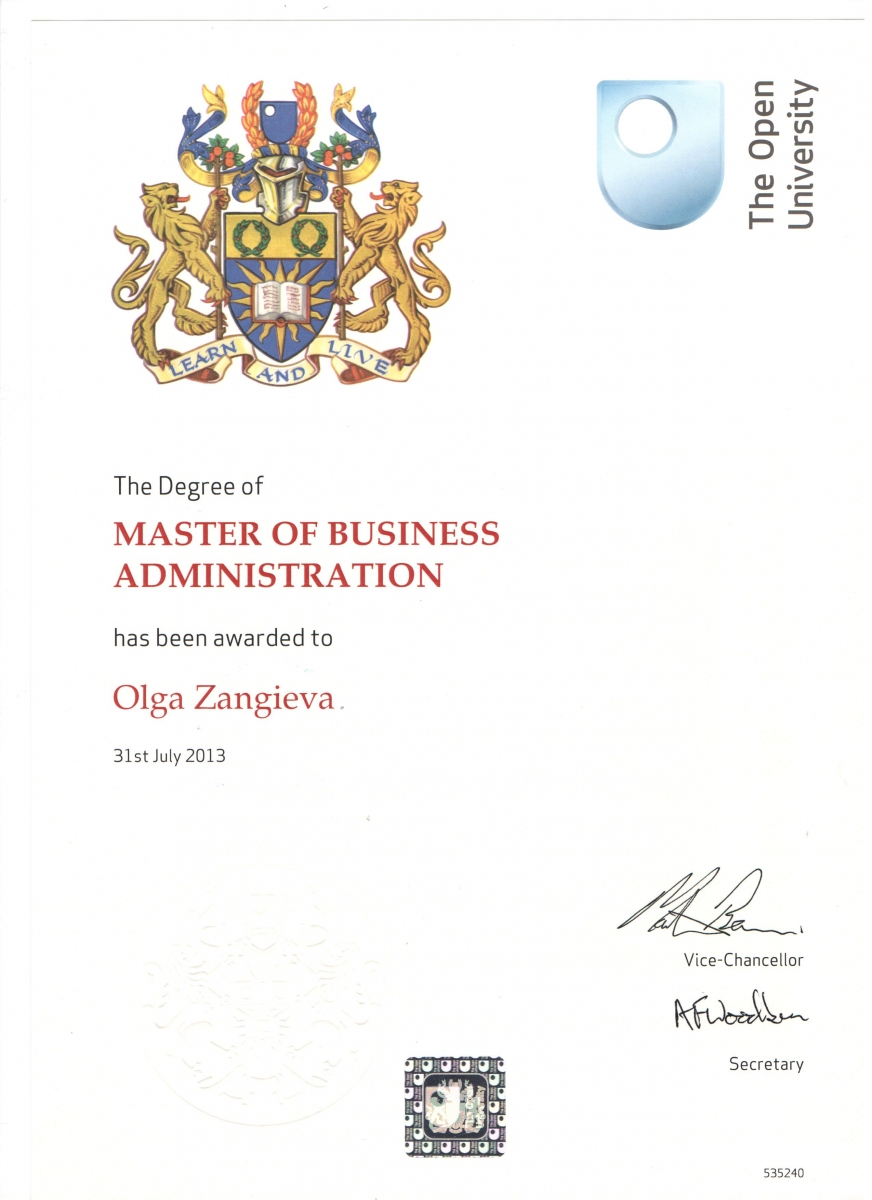 The Open
University
LEARN AND LIVE
The Degree of
MASTER OF BUSINESS
ADMINISTRATION
has been awarded to
Olga Zangieva
31st July 2013
Vice-Chancellor
Secretary
535240